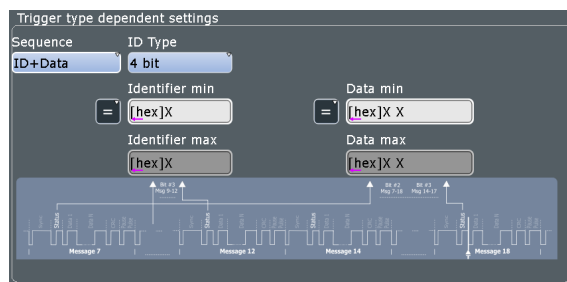 Trigger type dependent settings
Sequence ID Type
ID+Data 4 bit
Identifier min Data min
= [hex]X = [hex]X X
Identifier max Data max
[hex]X [hex]X X
Bit #3 Bit #2 Bit #3
Msg 9-12 Msg 7-18 Msg 14-17
Status Status Status
Message 7 Message 12 Message 14 Message 18